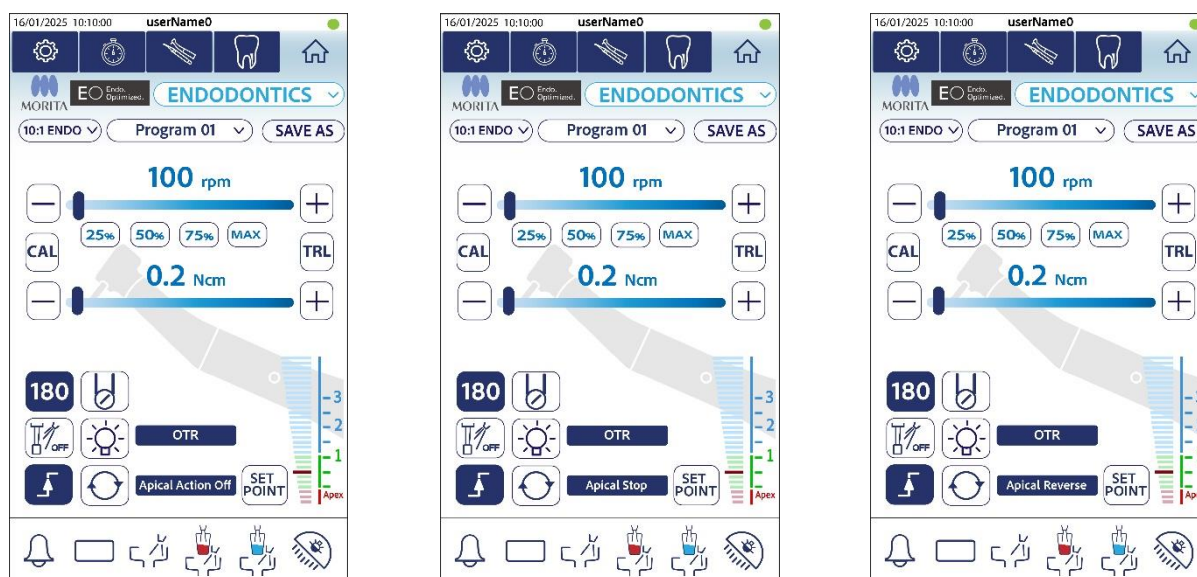 16/01/2025 10:10:00 userName0
MORITA EO Endo. Optimized. ENDODONTICS
10:1 ENDO Program 01 SAVE AS
100 rpm
25% 50% 75% MAX
CAL TRL
0.2 Ncm
180
3
OFF OTR 2
1
Apical Action Off SET POINT
Apex
16/01/2025 10:10:00 userName0
MORITA EO Endo. Optimized. ENDODONTICS
10:1 ENDO Program 01 SAVE AS
100 rpm
25% 50% 75% MAX
CAL TRL
0.2 Ncm
180
3
OFF OTR 2
1
Apical Stop SET POINT
Apex
16/01/2025 10:10:00 userName0
MORITA EO Endo. Optimized. ENDODONTICS
10:1 ENDO Program 01 SAVE AS
100 rpm
25% 50% 75% MAX
CAL TRL
0.2 Ncm
180
OFF OTR
Apical Reverse SET POINT